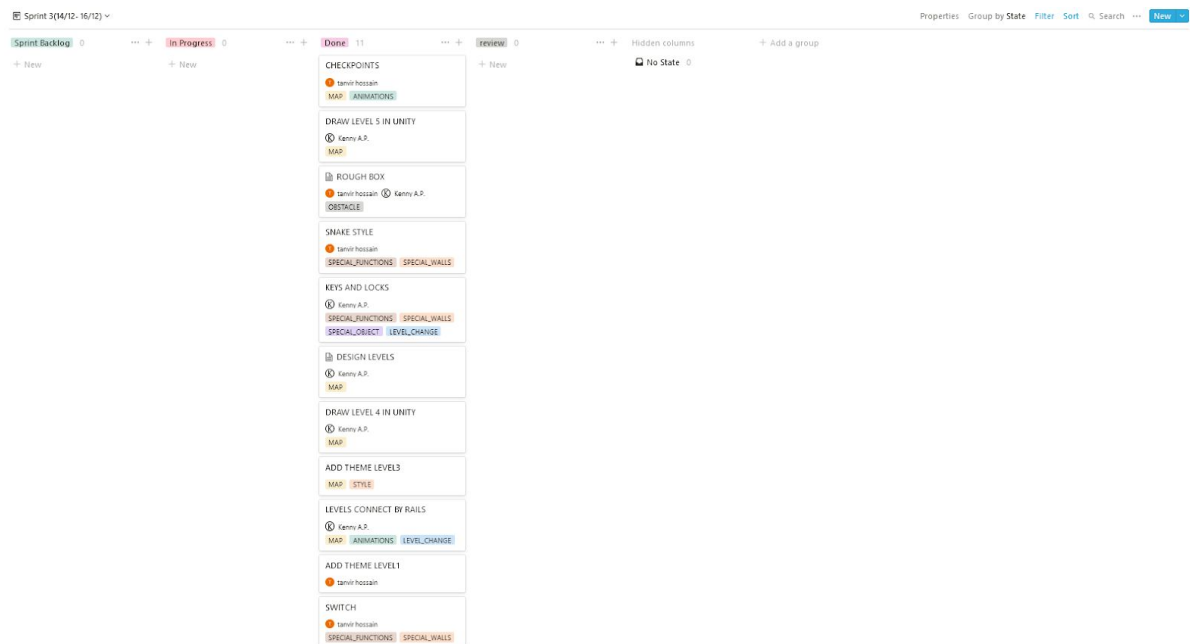 Sprint 3(14/12- 16/12)
Properties Group by State Filter Sort Search ··· New
Sprint Backlog 0 ··· +
+ New
In Progress 0 ··· +
+ New
Done 11 ··· +
CHECKPOINTS
tanvir hossain
MAP ANIMATIONS
DRAW LEVEL 5 IN UNITY
K Kenny A.P.
MAP
ROUGH BOX
tanvir hossain K Kenny A.P.
OBSTACLE
SNAKE STYLE
tanvir hossain
SPECIAL_FUNCTIONS SPECIAL_WALLS
KEYS AND LOCKS
K Kenny A.P.
SPECIAL_FUNCTIONS SPECIAL_WALLS
SPECIAL_OBJECT LEVEL_CHANGE
DESIGN LEVELS
K Kenny A.P.
MAP
DRAW LEVEL 4 IN UNITY
K Kenny A.P.
MAP
ADD THEME LEVEL3
MAP STYLE
LEVELS CONNECT BY RAILS
K Kenny A.P.
MAP ANIMATIONS LEVEL_CHANGE
ADD THEME LEVEL1
tanvir hossain
SWITCH
tanvir hossain
SPECIAL_FUNCTIONS SPECIAL_WALLS
review 0 ··· +
+ New
Hidden columns
No State 0
+ Add a group